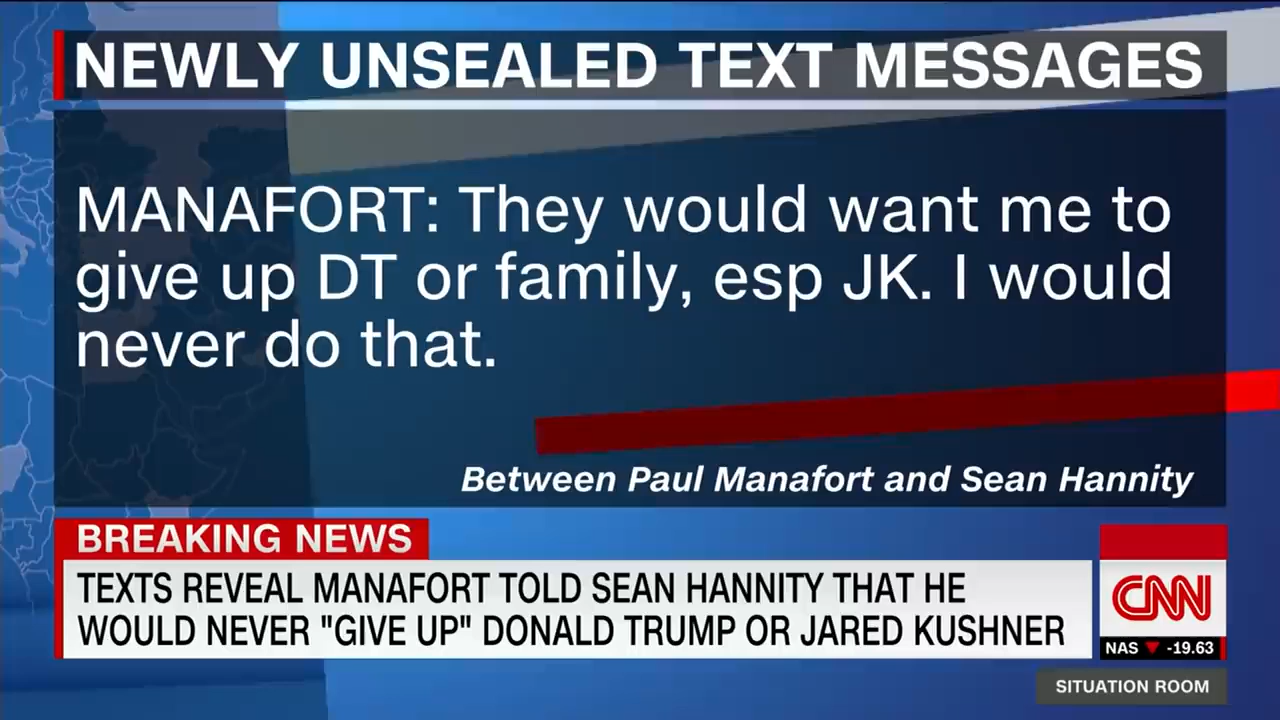 NEWLY UNSEALED TEXT MESSAGES
MANAFORT: They would want me to
give up DT or family, esp JK. I would
never do that.
Between Paul Manafort and Sean Hannity
BREAKING NEWS
TEXTS REVEAL MANAFORT TOLD SEAN HANNITY THAT HE
WOULD NEVER "GIVE UP" DONALD TRUMP OR JARED KUSHNER
CNN
NAS ▼ -19.63
SITUATION ROOM